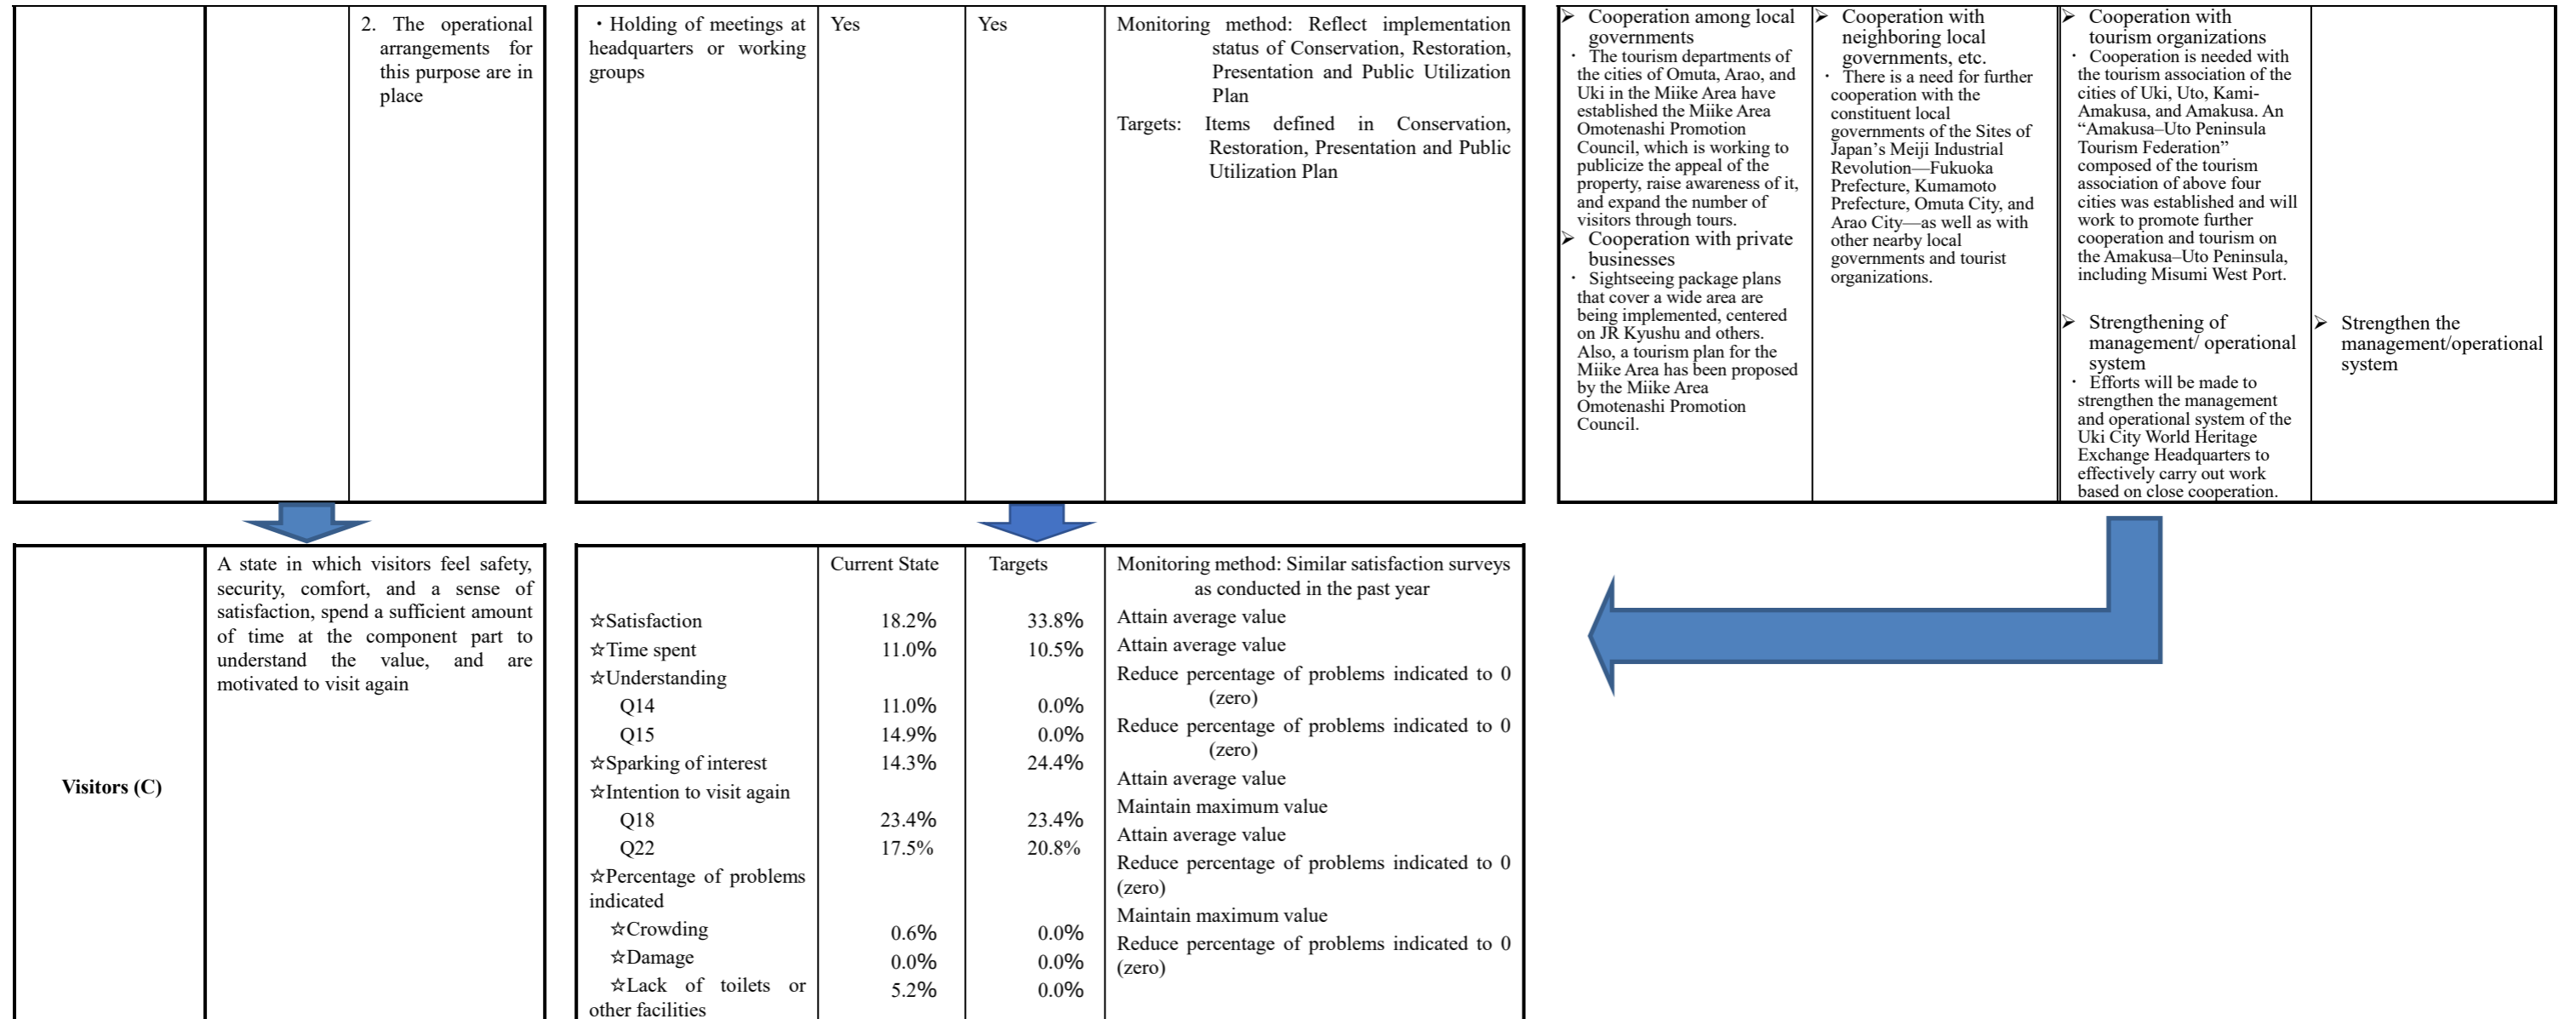 2. The operational
arrangements for
this purpose are in
place
・Holding of meetings at
headquarters or working
groups
Yes
Yes
Monitoring method: Reflect implementation
status of Conservation, Restoration,
Presentation and Public Utilization
Plan
Targets: Items defined in Conservation,
Restoration, Presentation and Public
Utilization Plan
➢ Cooperation among local
governments
・ The tourism departments of
the cities of Omuta, Arao, and
Uki in the Miike Area have
established the Miike Area
Omotenashi Promotion
Council, which is working to
publicize the appeal of the
property, raise awareness of it,
and expand the number of
visitors through tours.
➢ Cooperation with private
businesses
・ Sightseeing package plans
that cover a wide area are
being implemented, centered
on JR Kyushu and others.
Also, a tourism plan for the
Miike Area has been proposed
by the Miike Area
Omotenashi Promotion
Council.
➢ Cooperation with
neighboring local
governments, etc.
・ There is a need for further
cooperation with the
constituent local
governments of the Sites of
Japan’s Meiji Industrial
Revolution—Fukuoka
Prefecture, Kumamoto
Prefecture, Omuta City, and
Arao City—as well as with
other nearby local
governments and tourist
organizations.
➢ Cooperation with
tourism organizations
・ Cooperation is needed with
the tourism association of the
cities of Uki, Uto, Kami-
Amakusa, and Amakusa. An
“Amakusa–Uto Peninsula
Tourism Federation”
composed of the tourism
association of above four
cities was established and will
work to promote further
cooperation and tourism on
the Amakusa–Uto Peninsula,
including Misumi West Port.
➢ Strengthening of
management/ operational
system
・ Efforts will be made to
strengthen the management
and operational system of the
Uki City World Heritage
Exchange Headquarters to
effectively carry out work
based on close cooperation.
➢ Strengthen the
management/operational
system
Visitors (C)
A state in which visitors feel safety,
security, comfort, and a sense of
satisfaction, spend a sufficient amount
of time at the component part to
understand the value, and are
motivated to visit again
☆Satisfaction
☆Time spent
☆Understanding
Q14
Q15
☆Sparking of interest
☆Intention to visit again
Q18
Q22
☆Percentage of problems
indicated
☆Crowding
☆Damage
☆Lack of toilets or
other facilities
Current State
18.2%
11.0%
11.0%
14.9%
14.3%
23.4%
17.5%
0.6%
0.0%
5.2%
Targets
33.8%
10.5%
0.0%
0.0%
24.4%
23.4%
20.8%
0.0%
0.0%
0.0%
Monitoring method: Similar satisfaction surveys
as conducted in the past year
Attain average value
Attain average value
Reduce percentage of problems indicated to 0
(zero)
Reduce percentage of problems indicated to 0
(zero)
Attain average value
Maintain maximum value
Attain average value
Reduce percentage of problems indicated to 0
(zero)
Maintain maximum value
Reduce percentage of problems indicated to 0
(zero)